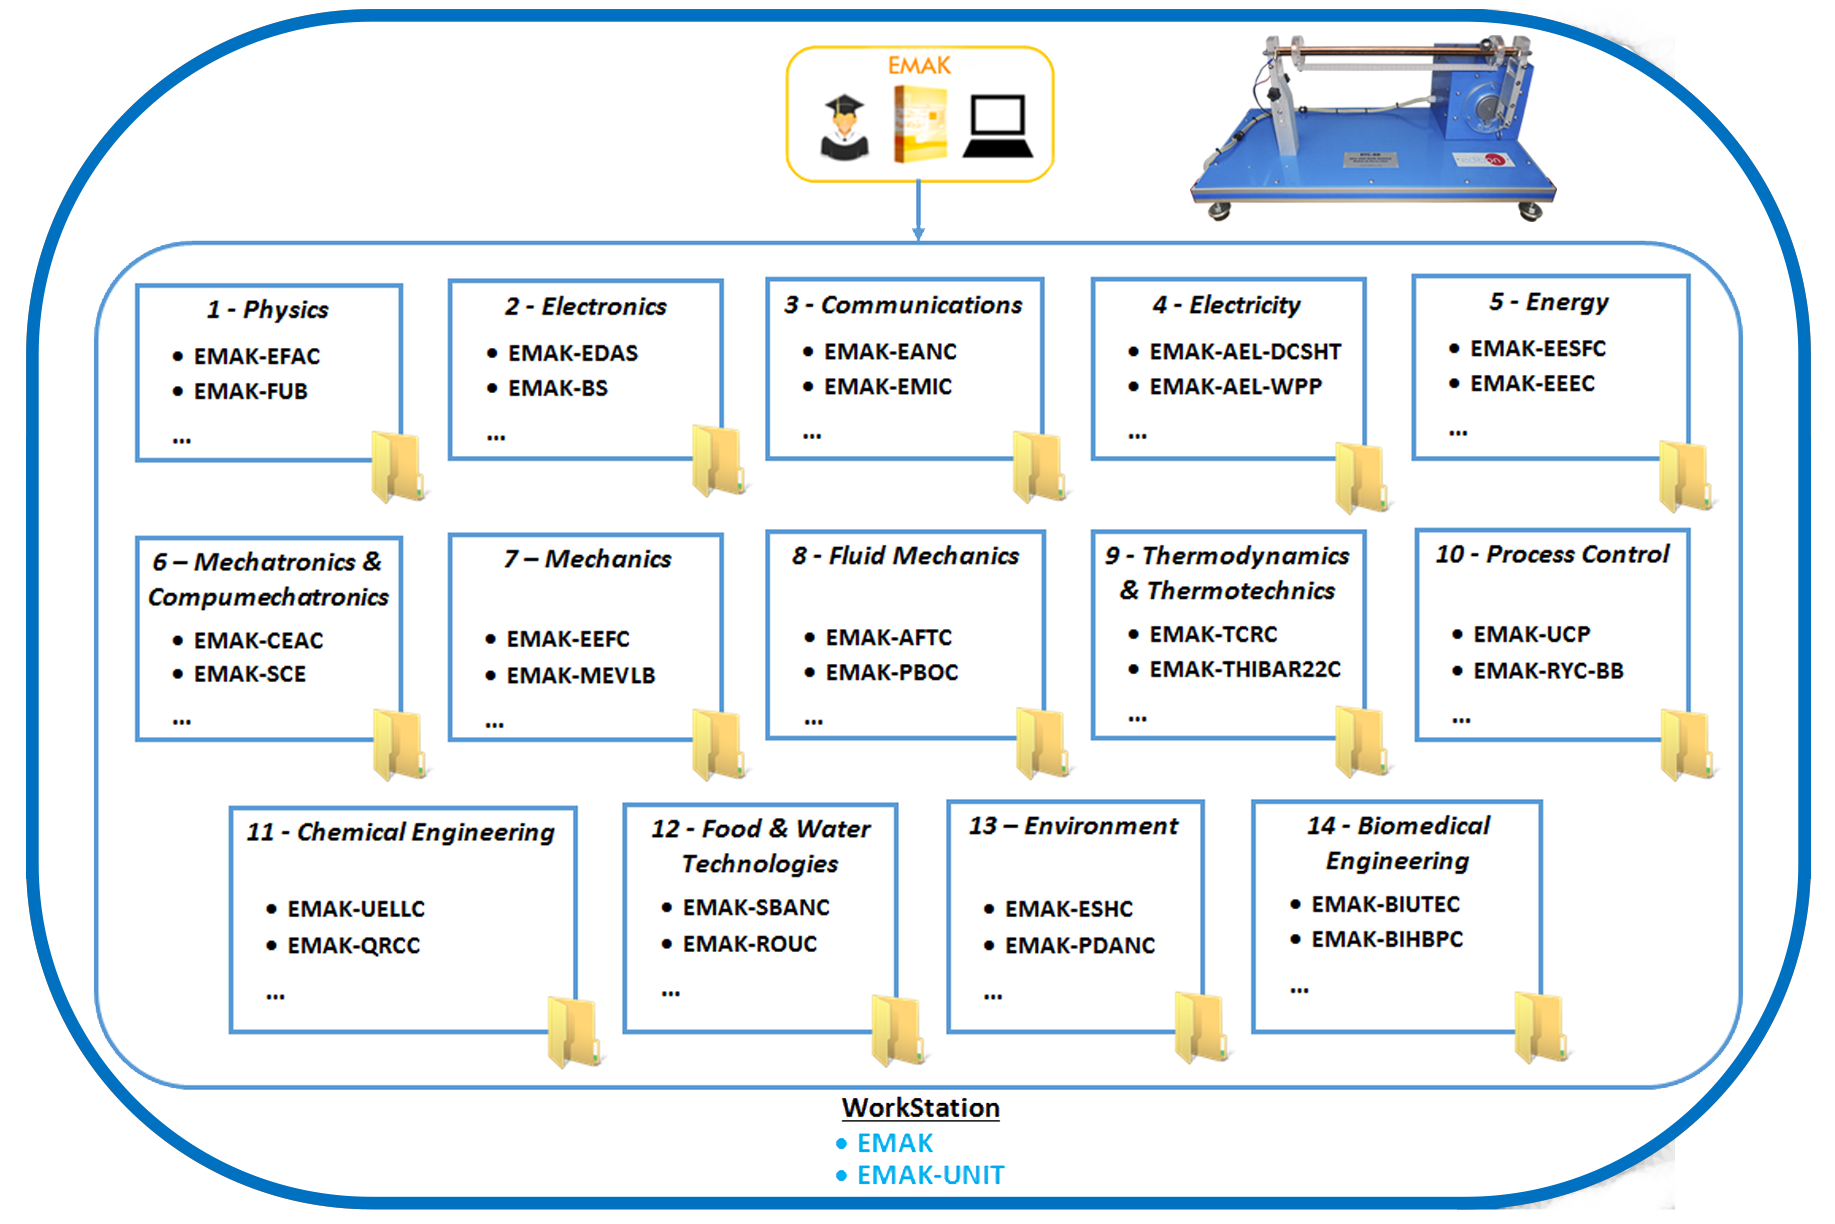 EMAK
1 - Physics
• EMAK-EFAC
• EMAK-FUB
...
2 - Electronics
• EMAK-EDAS
• EMAK-BS
...
3 - Communications
• EMAK-EANC
• EMAK-EMIC
...
4 - Electricity
• EMAK-AEL-DCSHT
• EMAK-AEL-WPP
...
5 - Energy
• EMAK-EESFC
• EMAK-EEEC
...
6 – Mechatronics &
Compumechatronics
• EMAK-CEAC
• EMAK-SCE
...
7 – Mechanics
• EMAK-EEFC
• EMAK-MEVLB
...
8 - Fluid Mechanics
• EMAK-AFTC
• EMAK-PBOC
...
9 - Thermodynamics
& Thermotechnics
• EMAK-TCRC
• EMAK-THIBAR22C
...
10 - Process Control
• EMAK-UCP
• EMAK-RYC-BB
...
11 - Chemical Engineering
• EMAK-UELLC
• EMAK-QRCC
...
12 - Food & Water
Technologies
• EMAK-SBANC
• EMAK-ROUC
...
13 – Environment
• EMAK-ESHC
• EMAK-PDANC
...
14 - Biomedical
Engineering
• EMAK-BIUTEC
• EMAK-BIHBPC
...
WorkStation
• EMAK
• EMAK-UNIT